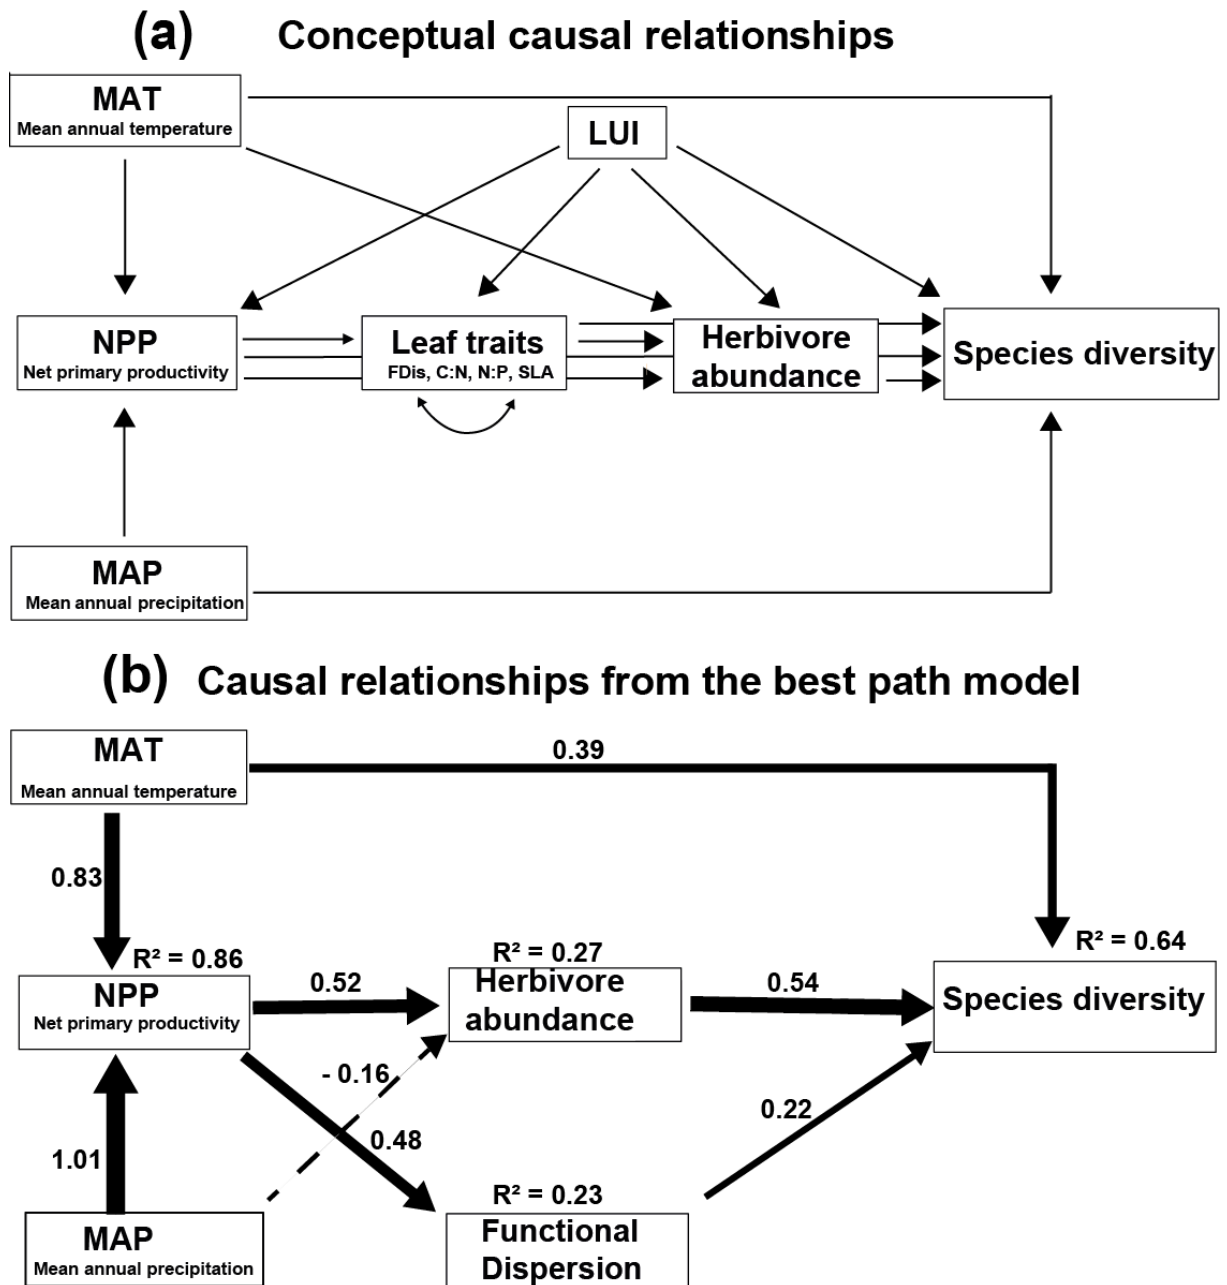 (a) Conceptual causal relationships
MAT
Mean annual temperature
LUI
NPP
Net primary productivity
Leaf traits
FDis, C:N, N:P, SLA
Herbivore
abundance
Species diversity
MAP
Mean annual precipitation
(b) Causal relationships from the best path model
MAT
Mean annual temperature
0.39
0.83
R² = 0.86
NPP
Net primary productivity
0.52
R² = 0.27
Herbivore
abundance
0.54
R² = 0.64
Species diversity
- 0.16
0.48
0.22
1.01
MAP
Mean annual precipitation
R² = 0.23
Functional
Dispersion